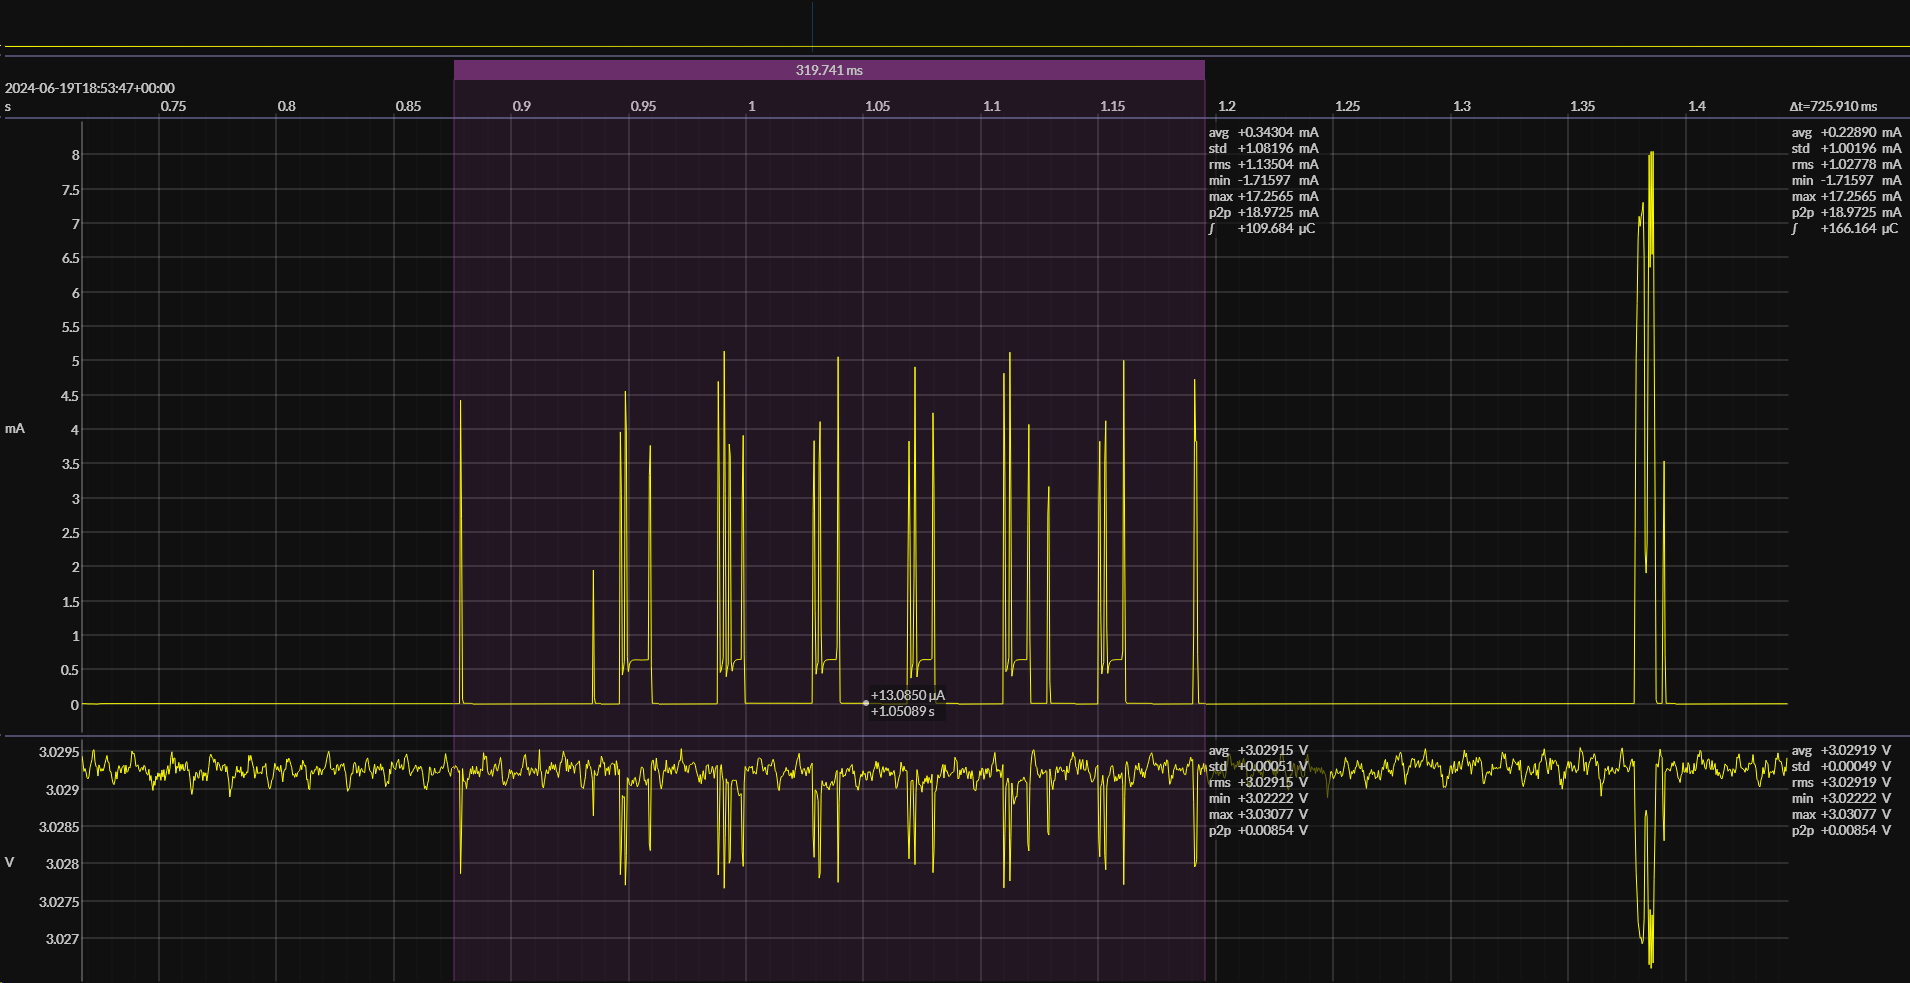 319.741 ms
2024-06-19T18:53:47+00:00
s 0.75 0.8 0.85 0.9 0.95 1 1.05 1.1 1.15 1.2 1.25 1.3 1.35 1.4 Δt=725.910 ms
avg +0.34304 mA
std +1.08196 mA
rms +1.13504 mA
min -1.71597 mA
max +17.2565 mA
p2p +18.9725 mA
∫ +109.684 µC
avg +0.22890 mA
std +1.00196 mA
rms +1.02778 mA
min -1.71597 mA
max +17.2565 mA
p2p +18.9725 mA
∫ +166.164 µC
8
7.5
7
6.5
6
5.5
5
4.5
mA
4
3.5
3
2.5
2
1.5
1
0.5
0
+13.0850 µA
+1.05089 s
3.0295
3.029
3.0285
3.028
V
3.0275
3.027
avg +3.02915 V
std +0.00051 V
rms +3.02915 V
min +3.02222 V
max +3.03077 V
p2p +0.00854 V
avg +3.02919 V
std +0.00049 V
rms +3.02919 V
min +3.02222 V
max +3.03077 V
p2p +0.00854 V